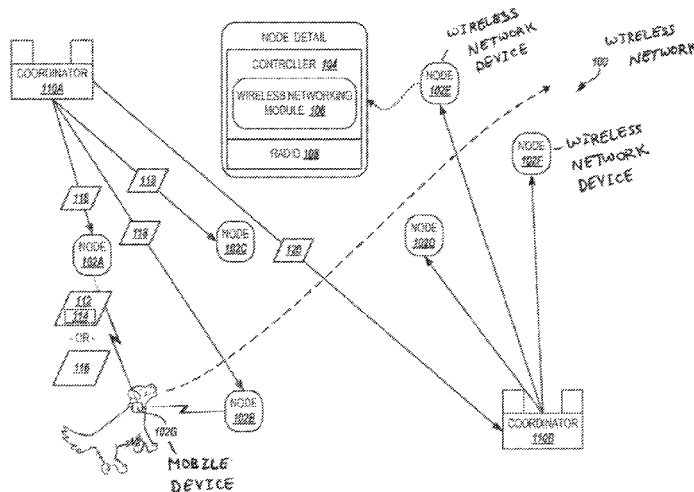 NODE DETAIL
CONTROLLER 104
WIRELESS NETWORKING
MODULE 106
RADIO 108
WIRELESS
NETWORK
DEVICE
NODE
102E
100
WIRELESS
NETWORK
COORDINATOR
110A
NODE
102F
WIRELESS
NETWORK
DEVICE
118
118
118
120
NODE
102A
NODE
102C
NODE
102D
112
114
-OR-
116
NODE
102B
102G
MOBILE
DEVICE
COORDINATOR
110B